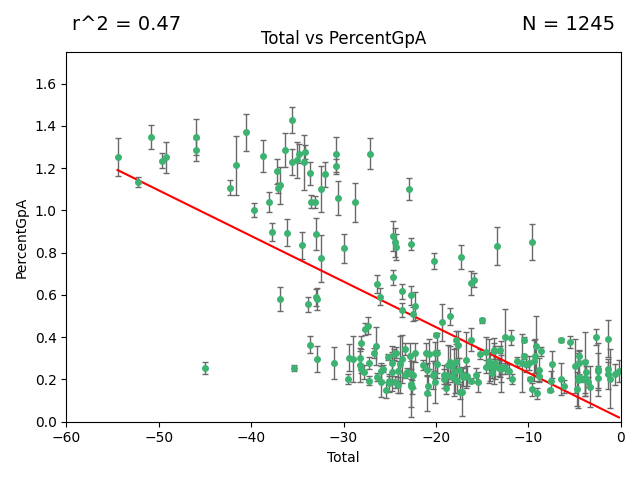 r^2 = 0.47 N = 1245
Total vs PercentGpA
PercentGpA
1.6
1.4
1.2
1.0
0.8
0.6
0.4
0.2
0.0
−60 −50 −40 −30 −20 −10 0
Total